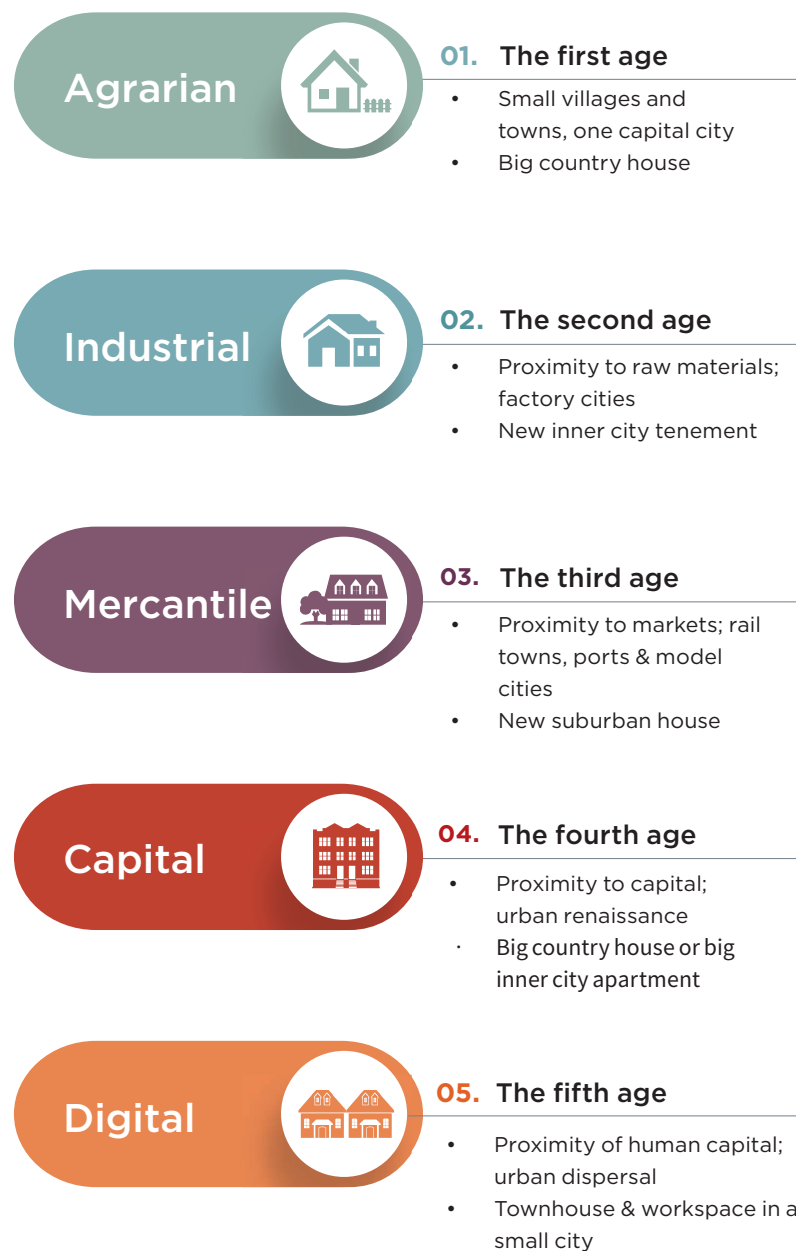 Agrarian
01. The first age
• Small villages and
towns, one capital city
• Big country house
Industrial
02. The second age
• Proximity to raw materials;
factory cities
• New inner city tenement
Mercantile
03. The third age
• Proximity to markets; rail
towns, ports & model
cities
• New suburban house
Capital
04. The fourth age
• Proximity to capital;
urban renaissance
· Big country house or big
inner city apartment
Digital
05. The fifth age
• Proximity of human capital;
urban dispersal
• Townhouse & workspace in a
small city